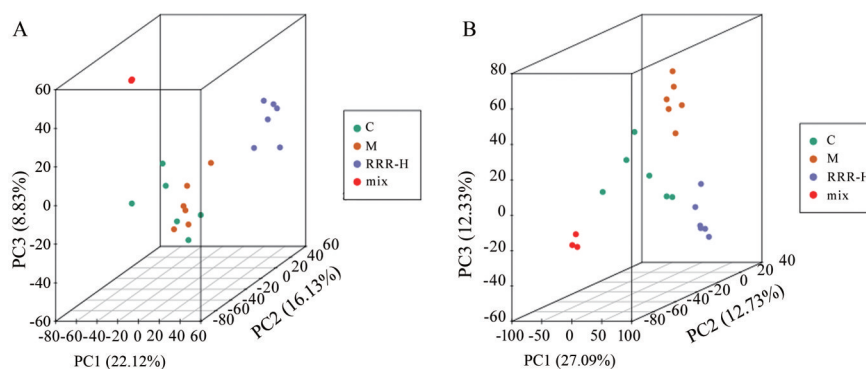 A
60
40
20
0
-20
-40
-60
PC3 (8.83%)
-80 -60 -40 -20 0 20 40 60
PC1 (22.12%)
-80 -60 -40 -20 0 20 40 60
PC2 (16.13%)
C
M
RRR-H
mix
B
80
60
40
20
0
-20
-40
-60
PC3 (12.33%)
-100 -50 0 50 100
PC1 (27.09%)
-80 -60 -40 -20 0 20 40
PC2 (12.73%)
C
M
RRR-H
mix